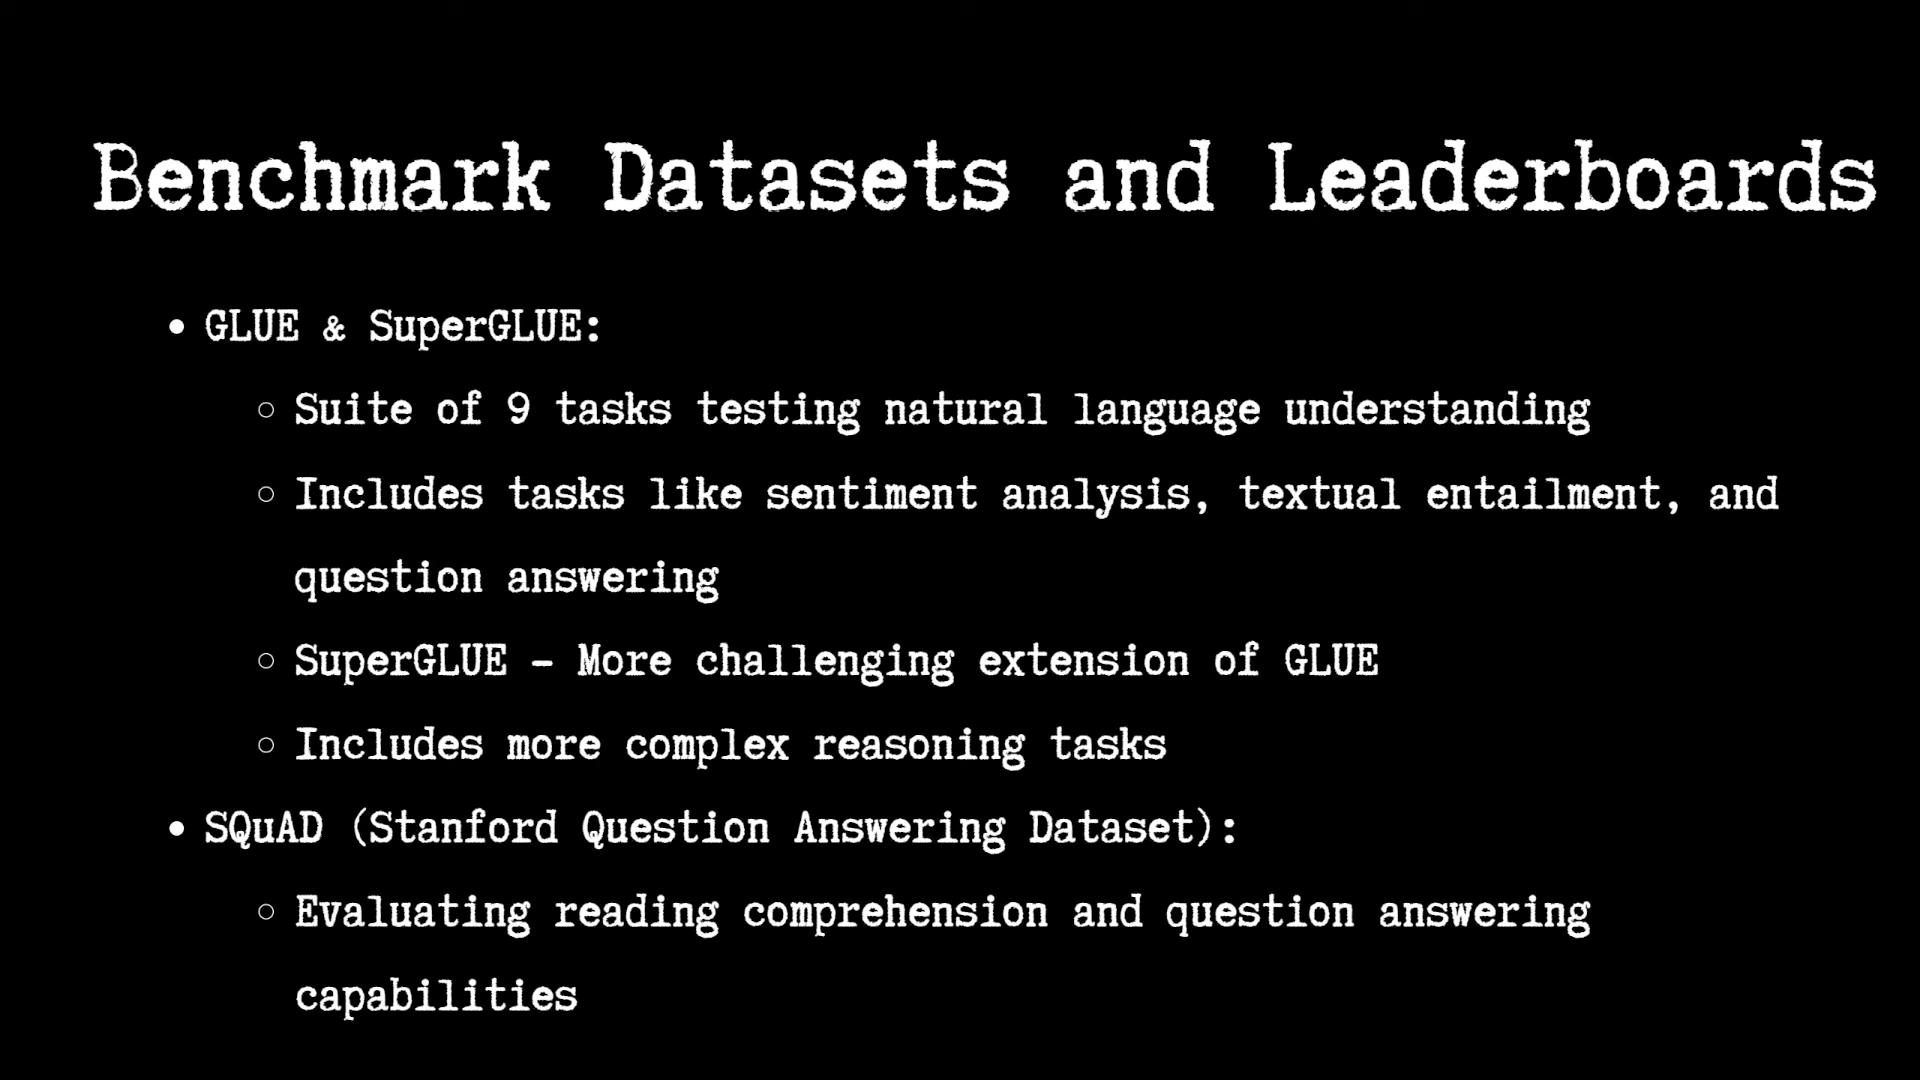 Benchmark Datasets and Leaderboards
• GLUE & SuperGLUE:
○ Suite of 9 tasks testing natural language understanding
○ Includes tasks like sentiment analysis, textual entailment, and
question answering
○ SuperGLUE – More challenging extension of GLUE
○ Includes more complex reasoning tasks
• SQuAD (Stanford Question Answering Dataset):
○ Evaluating reading comprehension and question answering
capabilities